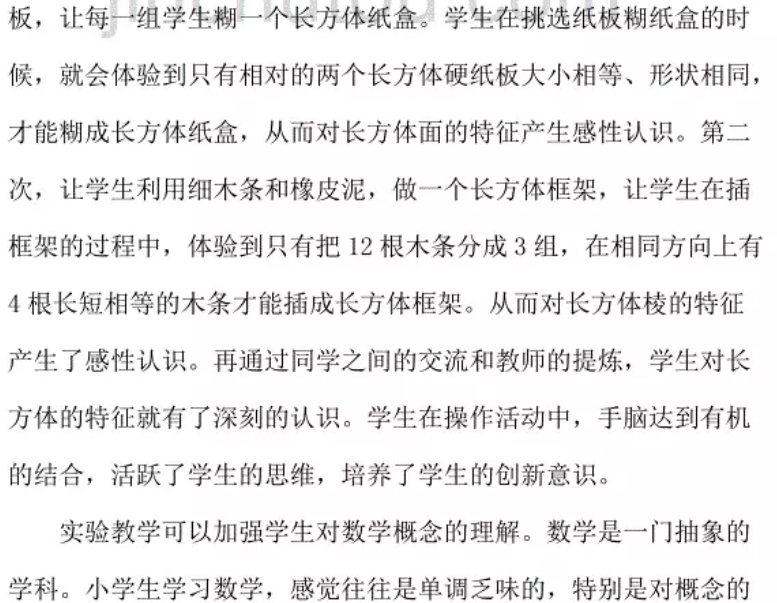 板，让每一组学生糊一个长方体纸盒。学生在挑选纸板糊纸盒的时
候，就会体验到只有相对的两个长方体硬纸板大小相等、形状相同，
才能糊成长方体纸盒，从而对长方体面的特征产生感性认识。第二
次，让学生利用细木条和橡皮泥，做一个长方体框架，让学生在插
框架的过程中，体验到只有把 12 根木条分成 3 组，在相同方向上有
4 根长短相等的木条才能插成长方体框架。从而对长方体棱的特征
产生了感性认识。再通过同学之间的交流和教师的提炼，学生对长
方体的特征就有了深刻的认识。学生在操作活动中，手脑达到有机
的结合，活跃了学生的思维，培养了学生的创新意识。
实验教学可以加强学生对数学概念的理解。数学是一门抽象的
学科。小学生学习数学，感觉往往是单调乏味的，特别是对概念的